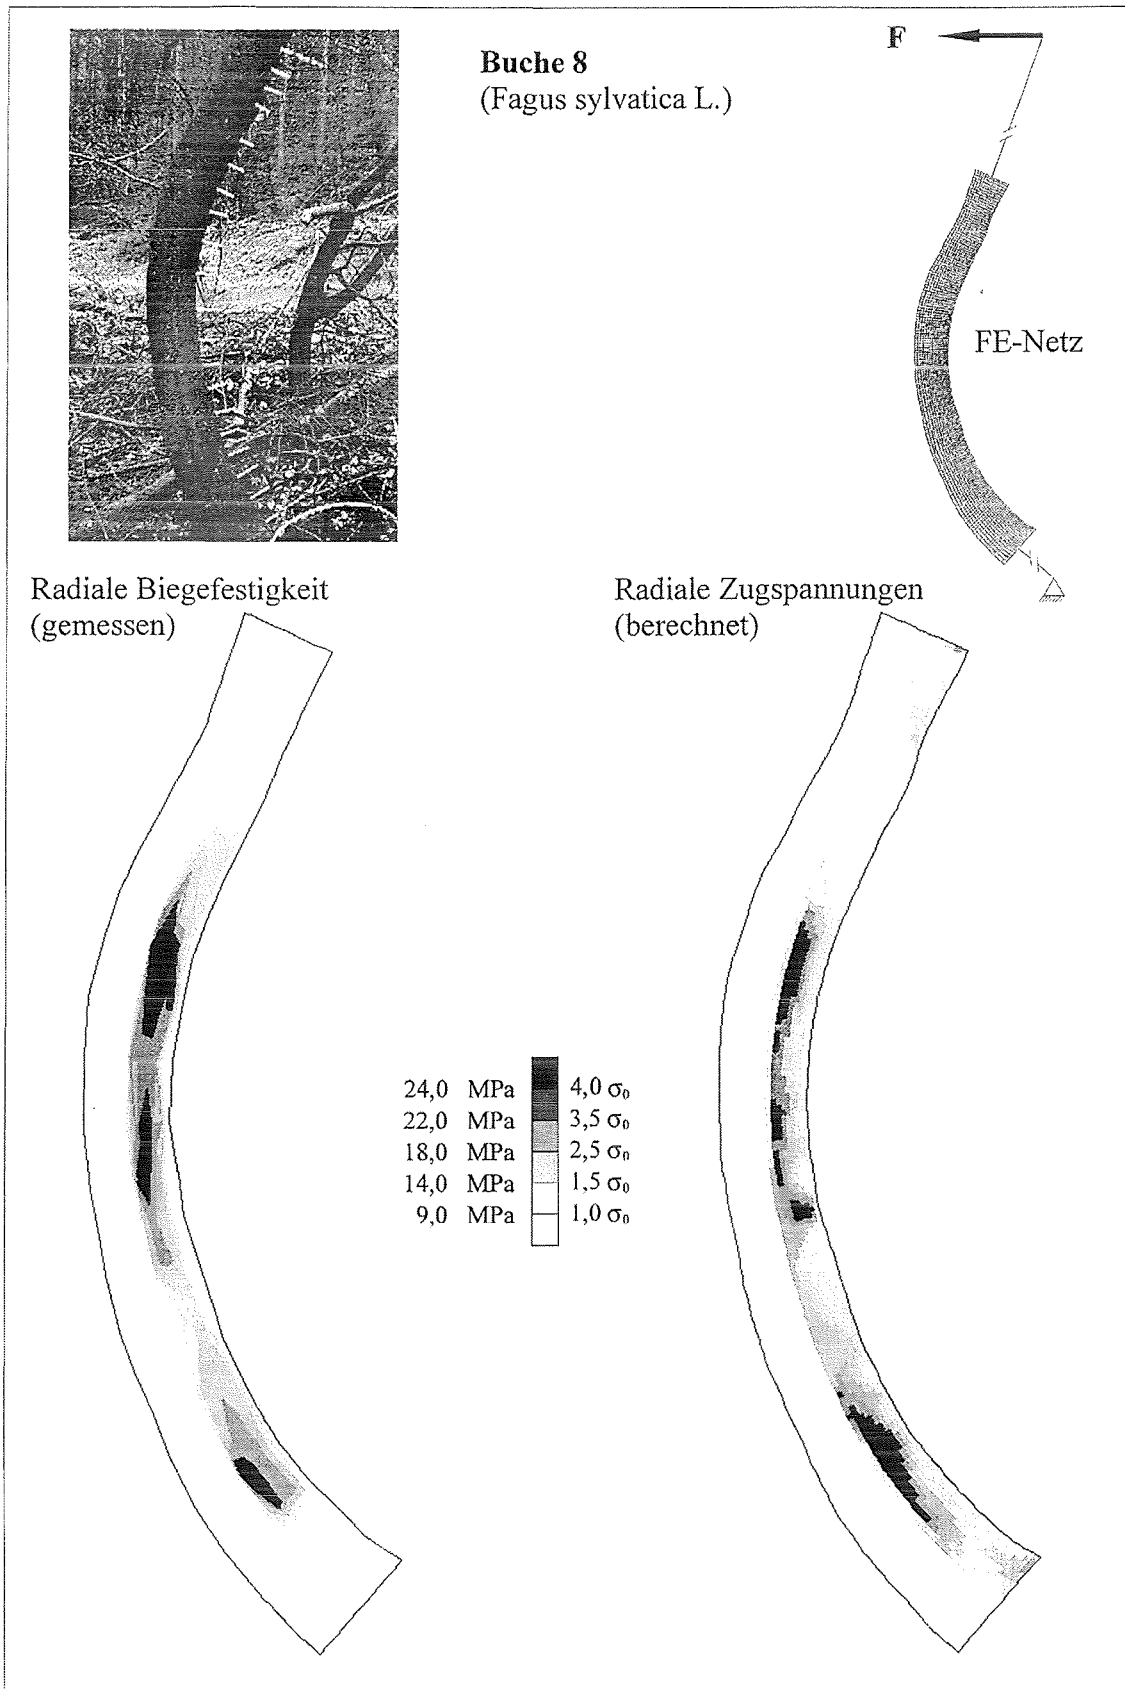 Buche 8
(Fagus sylvatica L.)
F
FE-Netz
Radiale Biegefestigkeit
(gemessen)
Radiale Zugspannungen
(berechnet)
24,0 MPa 4,0 σ₀
22,0 MPa 3,5 σ₀
18,0 MPa 2,5 σ₀
14,0 MPa 1,5 σ₀
9,0 MPa 1,0 σ₀